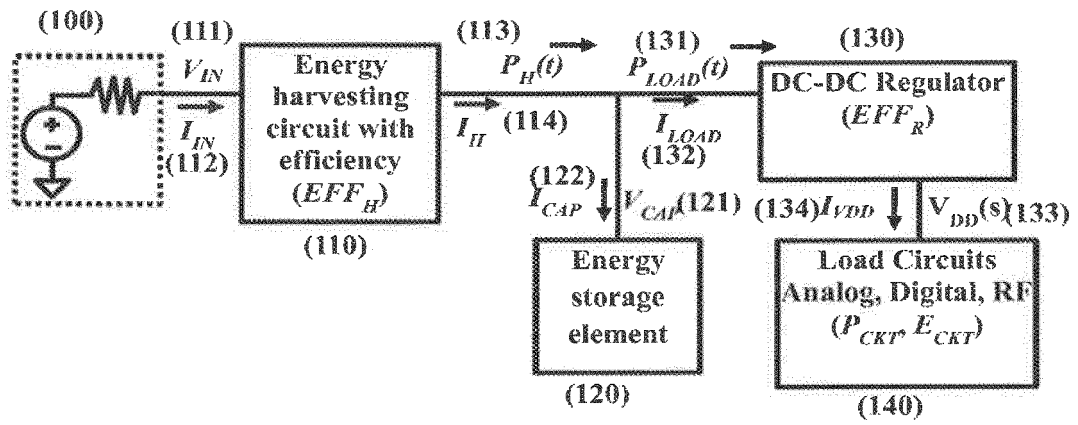 (100)
+
−
(111)
V_IN
I_IN
(112)
Energy
harvesting
circuit with
efficiency
(EFF_H)
(110)
(113)
P_H(t)
I_H
(114)
(131)
P_LOAD(t)
I_LOAD
(132)
(122)
I_CAP
V_CAP(121)
Energy
storage
element
(120)
(130)
DC-DC Regulator
(EFF_R)
(134)I_VDD
V_DD(s)(133)
Load Circuits
Analog, Digital, RF
(P_CKT, E_CKT)
(140)